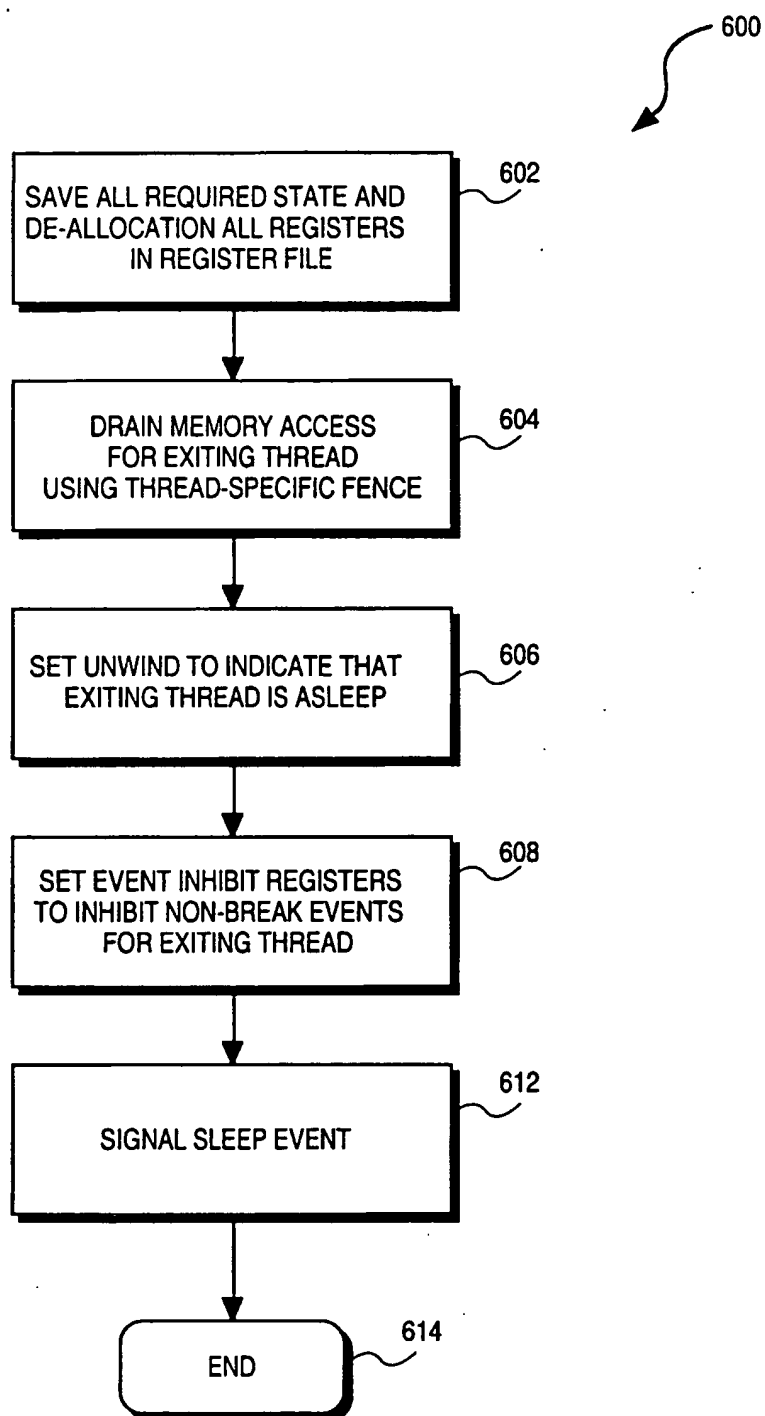 600
602
SAVE ALL REQUIRED STATE AND
DE-ALLOCATION ALL REGISTERS
IN REGISTER FILE
604
DRAIN MEMORY ACCESS
FOR EXITING THREAD
USING THREAD-SPECIFIC FENCE
606
SET UNWIND TO INDICATE THAT
EXITING THREAD IS ASLEEP
608
SET EVENT INHIBIT REGISTERS
TO INHIBIT NON-BREAK EVENTS
FOR EXITING THREAD
612
SIGNAL SLEEP EVENT
614
END